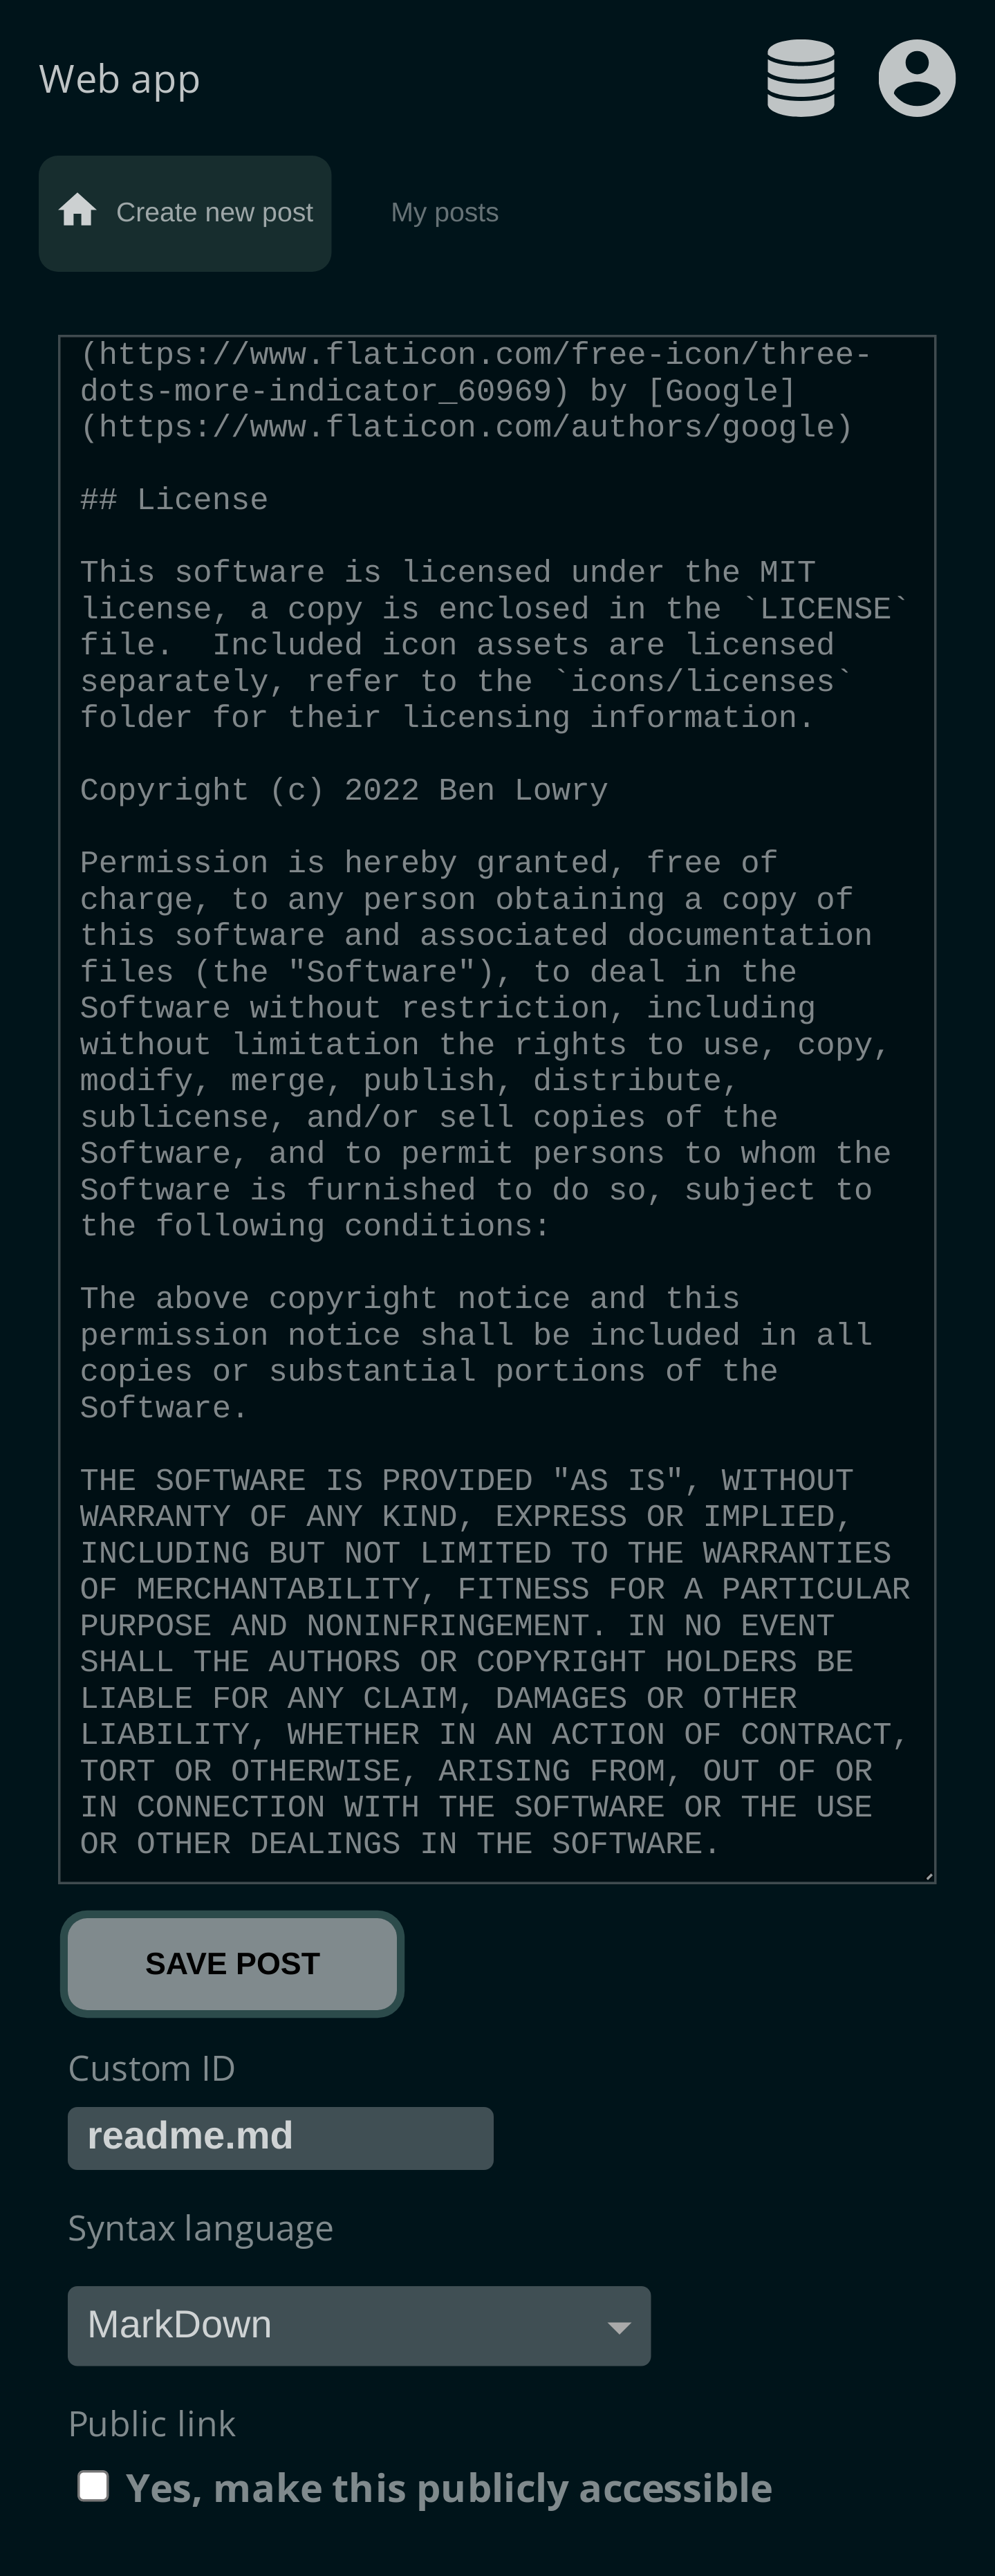 Web app
Create new post
My posts
(https://www.flaticon.com/free-icon/three-
dots-more-indicator_60969) by [Google]
(https://www.flaticon.com/authors/google)
## License
This software is licensed under the MIT
license, a copy is enclosed in the `LICENSE`
file.  Included icon assets are licensed
separately, refer to the `icons/licenses`
folder for their licensing information.
Copyright (c) 2022 Ben Lowry
Permission is hereby granted, free of
charge, to any person obtaining a copy of
this software and associated documentation
files (the "Software"), to deal in the
Software without restriction, including
without limitation the rights to use, copy,
modify, merge, publish, distribute,
sublicense, and/or sell copies of the
Software, and to permit persons to whom the
Software is furnished to do so, subject to
the following conditions:
The above copyright notice and this
permission notice shall be included in all
copies or substantial portions of the
Software.
THE SOFTWARE IS PROVIDED "AS IS", WITHOUT
WARRANTY OF ANY KIND, EXPRESS OR IMPLIED,
INCLUDING BUT NOT LIMITED TO THE WARRANTIES
OF MERCHANTABILITY, FITNESS FOR A PARTICULAR
PURPOSE AND NONINFRINGEMENT. IN NO EVENT
SHALL THE AUTHORS OR COPYRIGHT HOLDERS BE
LIABLE FOR ANY CLAIM, DAMAGES OR OTHER
LIABILITY, WHETHER IN AN ACTION OF CONTRACT,
TORT OR OTHERWISE, ARISING FROM, OUT OF OR
IN CONNECTION WITH THE SOFTWARE OR THE USE
OR OTHER DEALINGS IN THE SOFTWARE.
SAVE POST
Custom ID
readme.md
Syntax language
MarkDown
Public link
Yes, make this publicly accessible